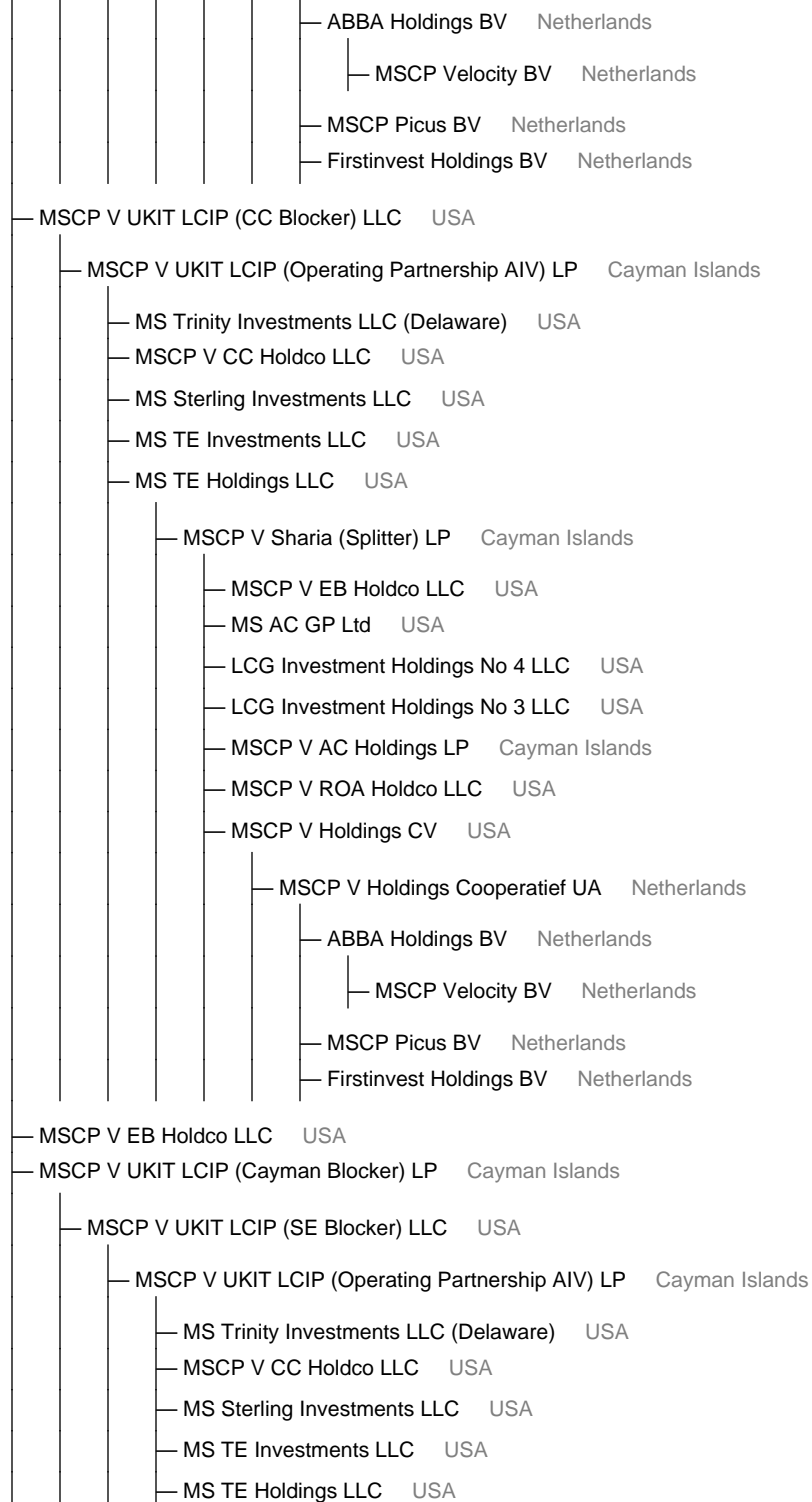 ABBA Holdings BV Netherlands
MSCP Velocity BV Netherlands
MSCP Picus BV Netherlands
Firstinvest Holdings BV Netherlands
MSCP V UKIT LCIP (CC Blocker) LLC USA
MSCP V UKIT LCIP (Operating Partnership AIV) LP Cayman Islands
MS Trinity Investments LLC (Delaware) USA
MSCP V CC Holdco LLC USA
MS Sterling Investments LLC USA
MS TE Investments LLC USA
MS TE Holdings LLC USA
MSCP V Sharia (Splitter) LP Cayman Islands
MSCP V EB Holdco LLC USA
MS AC GP Ltd USA
LCG Investment Holdings No 4 LLC USA
LCG Investment Holdings No 3 LLC USA
MSCP V AC Holdings LP Cayman Islands
MSCP V ROA Holdco LLC USA
MSCP V Holdings CV USA
MSCP V Holdings Cooperatief UA Netherlands
ABBA Holdings BV Netherlands
MSCP Velocity BV Netherlands
MSCP Picus BV Netherlands
Firstinvest Holdings BV Netherlands
MSCP V EB Holdco LLC USA
MSCP V UKIT LCIP (Cayman Blocker) LP Cayman Islands
MSCP V UKIT LCIP (SE Blocker) LLC USA
MSCP V UKIT LCIP (Operating Partnership AIV) LP Cayman Islands
MS Trinity Investments LLC (Delaware) USA
MSCP V CC Holdco LLC USA
MS Sterling Investments LLC USA
MS TE Investments LLC USA
MS TE Holdings LLC USA